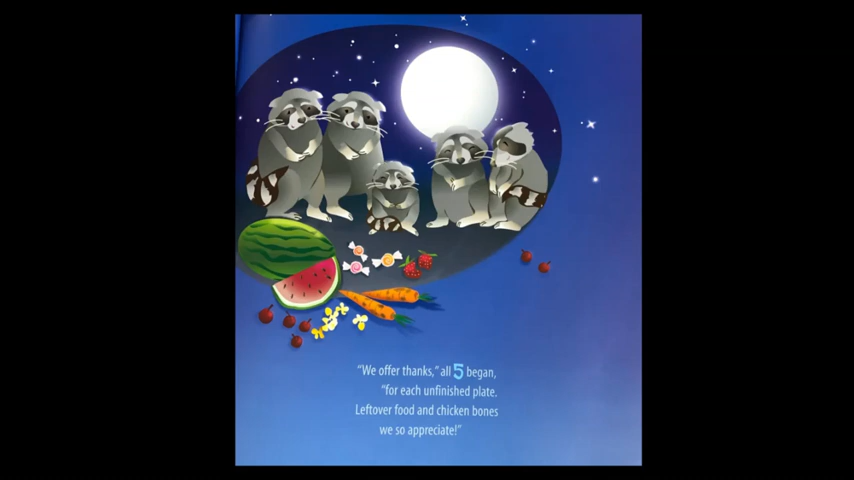 “We offer thanks,” all 5 began,
“for each unfinished plate.
Leftover food and chicken bones
we so appreciate!”